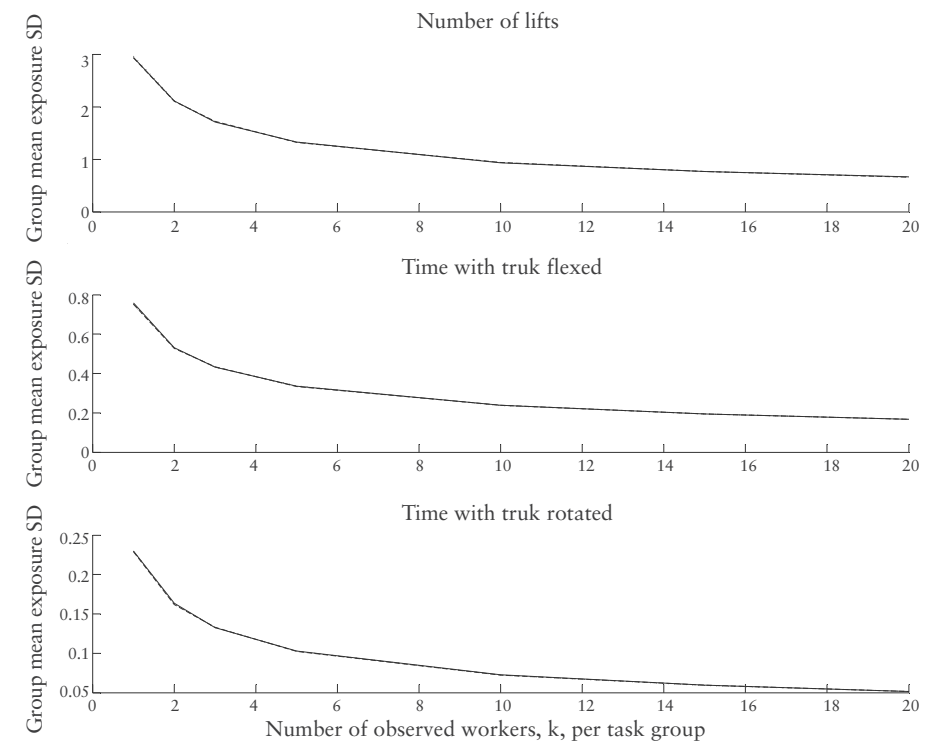 Number of lifts
Group mean exposure SD
3
2
1
0
0 2 4 6 8 10 12 14 16 18 20
Time with truk flexed
Group mean exposure SD
0.8
0.6
0.4
0.2
0
0 2 4 6 8 10 12 14 16 18 20
Time with truk rotated
Group mean exposure SD
0.25
0.2
0.15
0.1
0.05
0 2 4 6 8 10 12 14 16 18 20
Number of observed workers, k, per task group